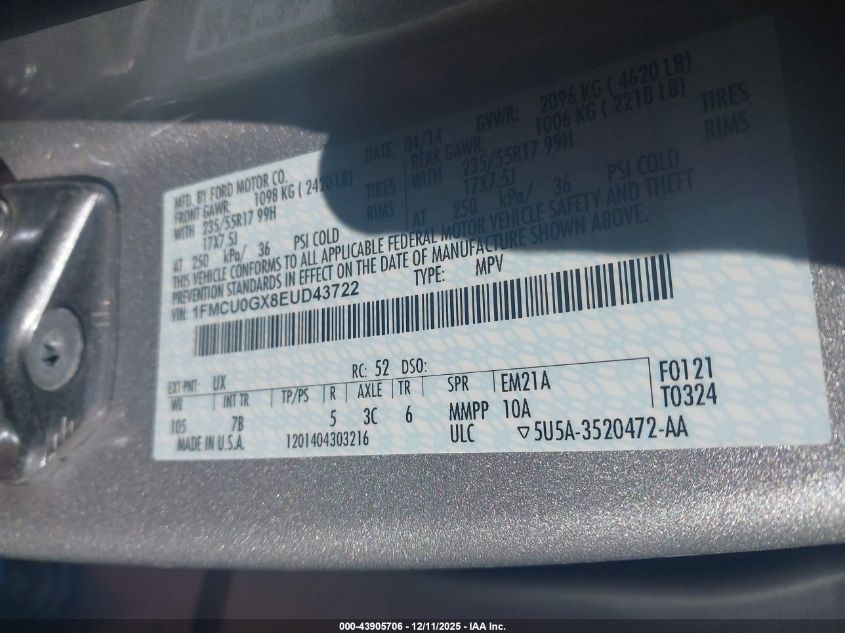 DATE: 04/14 GVWR: 2096 KG ( 4620 LB)
MFD. BY FORD MOTOR CO. REAR GAWR: 1006 KG ( 2218 LB)
FRONT GAWR: 1098 KG ( 2420 LB) WITH 235/55R17 99H TIRES
WITH 235/55R17 99H TIRES 17X7.5J RIMS
17X7.5J RIMS AT 250 kPa/ 36 PSI COLD
AT 250 kPa/ 36 PSI COLD
THIS VEHICLE CONFORMS TO ALL APPLICABLE FEDERAL MOTOR VEHICLE SAFETY AND THEFT
PREVENTION STANDARDS IN EFFECT ON THE DATE OF MANUFACTURE SHOWN ABOVE.
VIN: 1FMCU0GX8EUD43722 TYPE: MPV
EXT PNT: UX RC: 52 DSO:
WB INT TR TP/PS R AXLE TR SPR EM21A F0121
105 7B 5 3C 6 MMPP 10A T0324
MADE IN U.S.A. 1201404303216 ULC ▽5U5A-3520472-AA
000-43905706 - 12/11/2025 - IAA Inc.